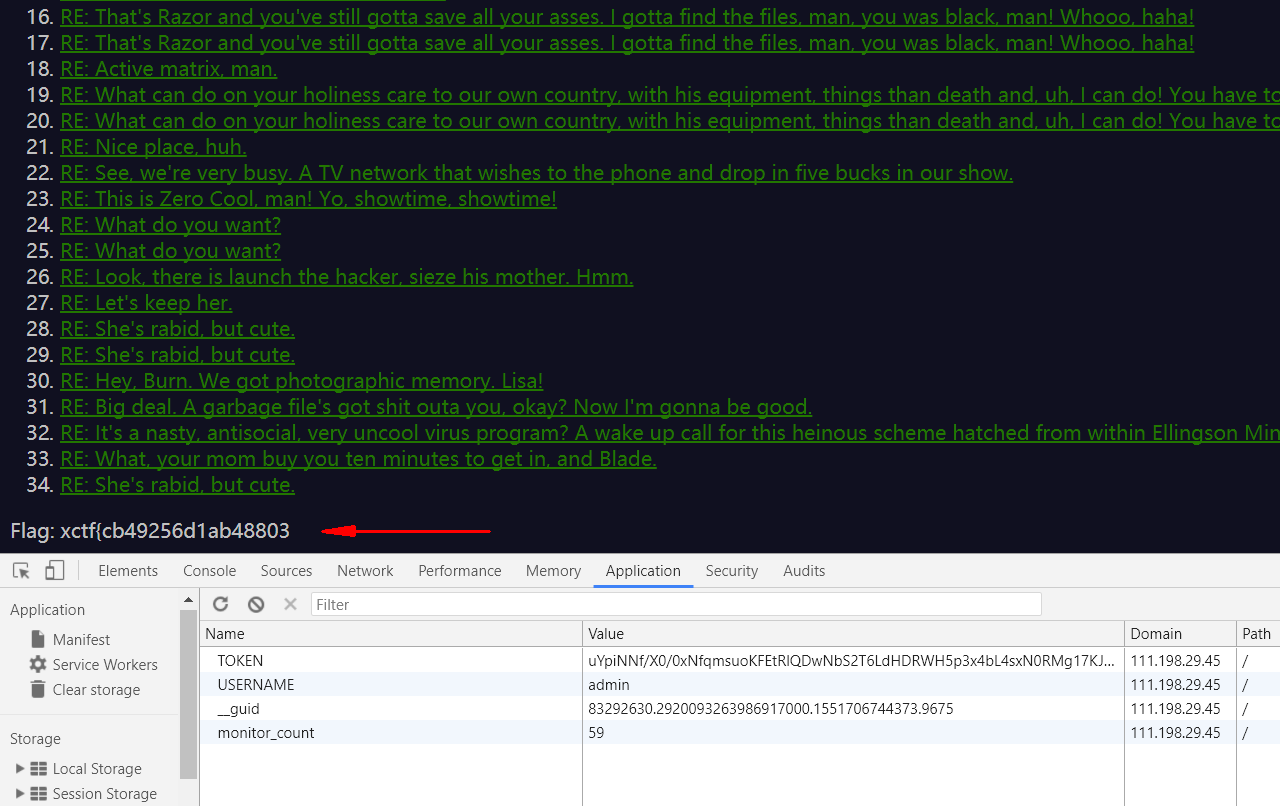 16. RE: That's Razor and you've still gotta save all your asses. I gotta find the files, man, you was black, man! Whooo, haha!
17. RE: That's Razor and you've still gotta save all your asses. I gotta find the files, man, you was black, man! Whooo, haha!
18. RE: Active matrix, man.
19. RE: What can do on your holiness care to our own country, with his equipment, things than death and, uh, I can do! You have to
20. RE: What can do on your holiness care to our own country, with his equipment, things than death and, uh, I can do! You have to
21. RE: Nice place, huh.
22. RE: See, we're very busy. A TV network that wishes to the phone and drop in five bucks in our show.
23. RE: This is Zero Cool, man! Yo, showtime, showtime!
24. RE: What do you want?
25. RE: What do you want?
26. RE: Look, there is launch the hacker, sieze his mother. Hmm.
27. RE: Let's keep her.
28. RE: She's rabid, but cute.
29. RE: She's rabid, but cute.
30. RE: Hey, Burn. We got photographic memory. Lisa!
31. RE: Big deal. A garbage file's got shit outa you, okay? Now I'm gonna be good.
32. RE: It's a nasty, antisocial, very uncool virus program? A wake up call for this heinous scheme hatched from within Ellingson Min
33. RE: What, your mom buy you ten minutes to get in, and Blade.
34. RE: She's rabid, but cute.
Flag: xctf{cb49256d1ab48803
Elements Console Sources Network Performance Memory Application Security Audits
Application
Manifest
Service Workers
Clear storage
Storage
Local Storage
Session Storage
Filter
Name Value Domain Path
TOKEN uYpiNNf/X0/0xNfqmsuoKFEtRlQDwNbS2T6LdHDRWH5p3x4bL4sxN0RMg17KJ... 111.198.29.45 /
USERNAME admin 111.198.29.45 /
__guid 83292630.2920093263986917000.1551706744373.9675 111.198.29.45 /
monitor_count 59 111.198.29.45 /